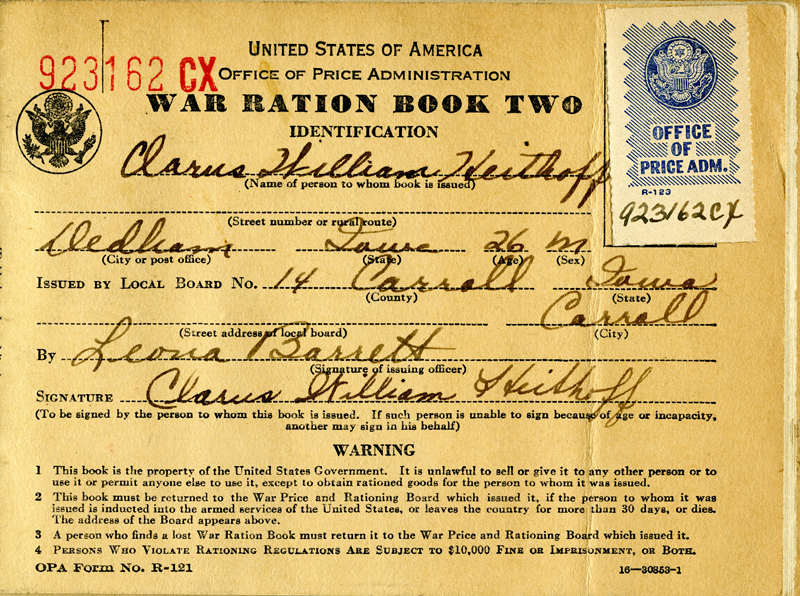 UNITED STATES OF AMERICA
923162 CX OFFICE OF PRICE ADMINISTRATION
WAR RATION BOOK TWO
IDENTIFICATION
OFFICE
OF
PRICE ADM.
R-123
923162CX
Clarus William Heithoff
(Name of person to whom book is issued)
(Street number or rural route)
Dedham Iowa 26 M
(City or post office) (State) (Age) (Sex)
ISSUED BY LOCAL BOARD NO. 14 Carroll Iowa
(County) (State)
Carroll
(Street address of local board) (City)
By Leona Barrett
(Signature of issuing officer)
SIGNATURE Clarus William Heithoff
(To be signed by the person to whom this book is issued. If such person is unable to sign because of age or incapacity,
another may sign in his behalf)
WARNING
1 This book is the property of the United States Government. It is unlawful to sell or give it to any other person or to
use it or permit anyone else to use it, except to obtain rationed goods for the person to whom it was issued.
2 This book must be returned to the War Price and Rationing Board which issued it, if the person to whom it was
issued is inducted into the armed services of the United States, or leaves the country for more than 30 days, or dies.
The address of the Board appears above.
3 A person who finds a lost War Ration Book must return it to the War Price and Rationing Board which issued it.
4 PERSONS WHO VIOLATE RATIONING REGULATIONS ARE SUBJECT TO $10,000 FINE OR IMPRISONMENT, OR BOTH.
OPA FORM NO. R-121 16—30853-1